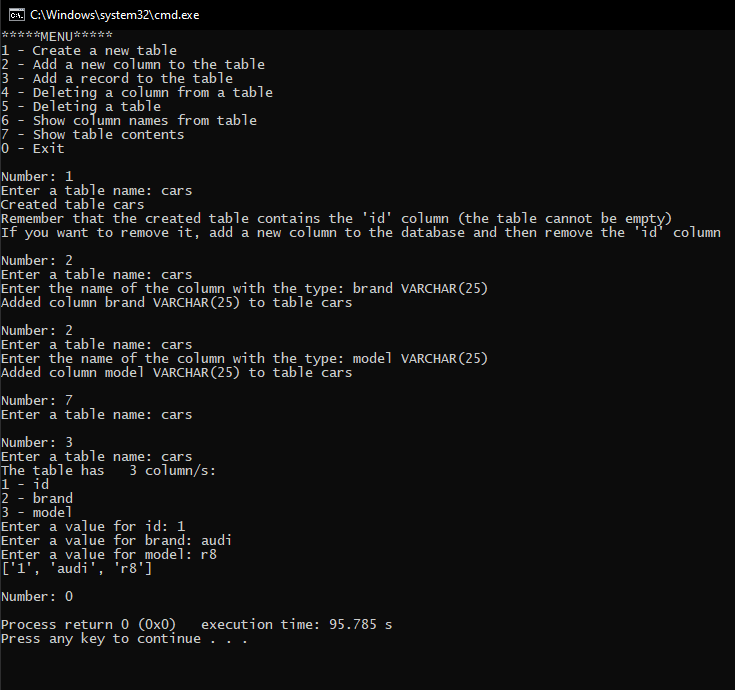 C:\Windows\system32\cmd.exe
*****MENU*****
1 - Create a new table
2 - Add a new column to the table
3 - Add a record to the table
4 - Deleting a column from a table
5 - Deleting a table
6 - Show column names from table
7 - Show table contents
0 - Exit
Number: 1
Enter a table name: cars
Created table cars
Remember that the created table contains the 'id' column (the table cannot be empty)
If you want to remove it, add a new column to the database and then remove the 'id' column
Number: 2
Enter a table name: cars
Enter the name of the column with the type: brand VARCHAR(25)
Added column brand VARCHAR(25) to table cars
Number: 2
Enter a table name: cars
Enter the name of the column with the type: model VARCHAR(25)
Added column model VARCHAR(25) to table cars
Number: 7
Enter a table name: cars
Number: 3
Enter a table name: cars
The table has   3 column/s:
1 - id
2 - brand
3 - model
Enter a value for id: 1
Enter a value for brand: audi
Enter a value for model: r8
['1', 'audi', 'r8']
Number: 0
Process return 0 (0x0)   execution time: 95.785 s
Press any key to continue . . .